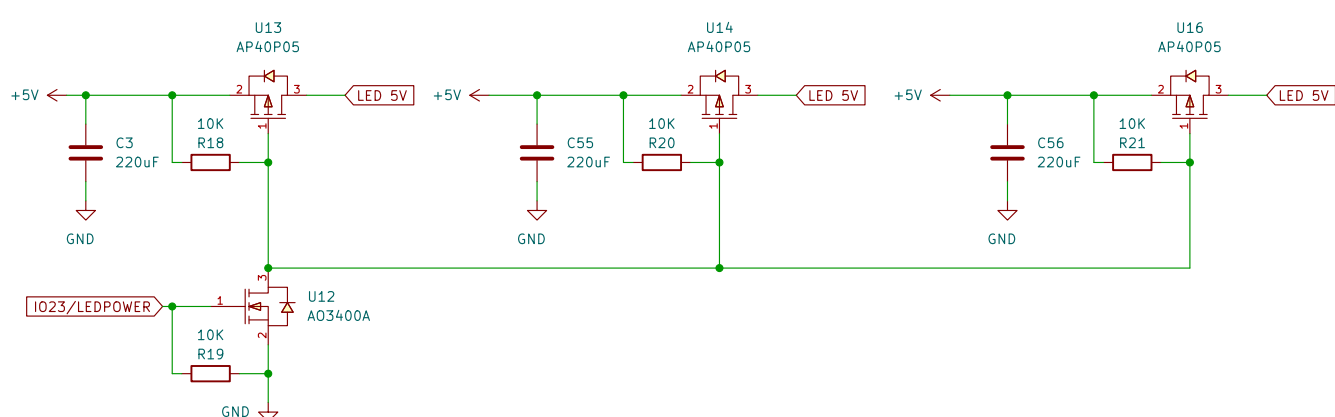 U13
AP40P05
U14
AP40P05
U16
AP40P05
+5V
2
3
LED 5V
+5V
2
3
LED 5V
+5V
2
3
LED 5V
1
1
1
10K
R18
C3
220uF
10K
R20
C55
220uF
10K
R21
C56
220uF
GND
GND
GND
3
IO23/LEDPOWER
1
U12
AO3400A
2
10K
R19
GND